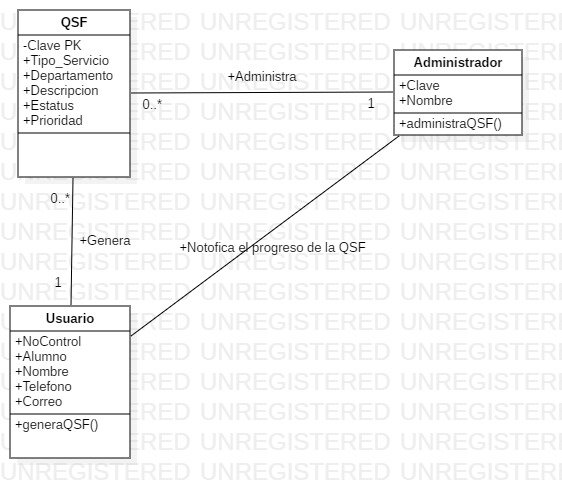 QSF
-Clave PK
+Tipo_Servicio
+Departamento
+Descripcion
+Estatus
+Prioridad
Administrador
+Clave
+Nombre
+administraQSF()
+Administra
0..*
1
0..*
+Genera
1
+Notofica el progreso de la QSF
Usuario
+NoControl
+Alumno
+Nombre
+Telefono
+Correo
+generaQSF()
UNREGISTERED UNREGISTERED UNREGISTERED